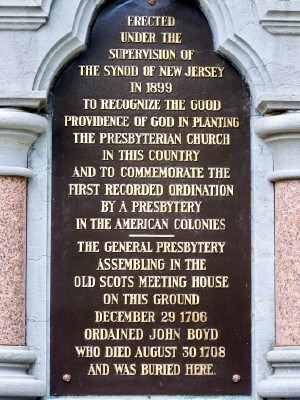 ERECTED
UNDER THE
SUPERVISION OF
THE SYNOD OF NEW JERSEY
IN 1899
TO RECOGNIZE THE GOOD
PROVIDENCE OF GOD IN PLANTING
THE PRESBYTERIAN CHURCH
IN THIS COUNTRY
AND TO COMMEMORATE THE
FIRST RECORDED ORDINATION
BY A PRESBYTERY
IN THE AMERICAN COLONIES
THE GENERAL PRESBYTERY
ASSEMBLING IN THE
OLD SCOTS MEETING HOUSE
ON THIS GROUND
DECEMBER 29 1706
ORDAINED JOHN BOYD
WHO DIED AUGUST 30 1708
AND WAS BURIED HERE.